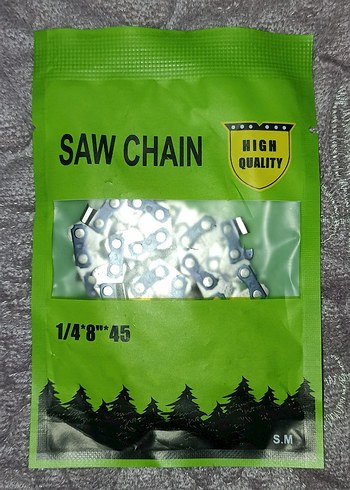 SAW CHAIN
HIGH
QUALITY
1/4*8"*45
S.M